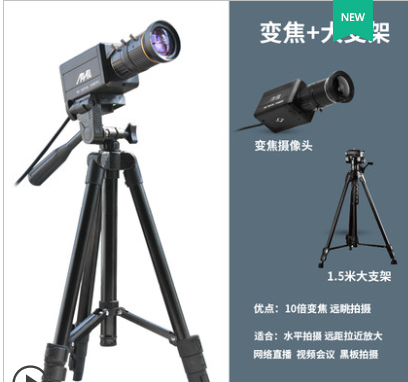 NEW
变焦+大支架
变焦摄像头
1.5米大支架
优点：10倍变焦 远眺拍摄
适合：水平拍摄 远距拉近放大
网络直播 视频会议 黑板拍摄